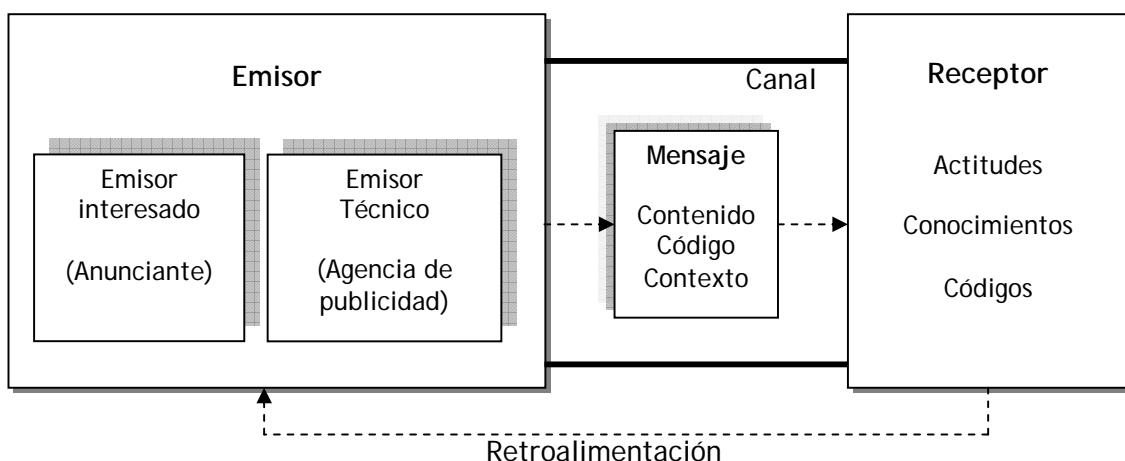 Emisor
Emisor
interesado
(Anunciante)
Emisor
Técnico
(Agencia de
publicidad)
Canal
Mensaje
Contenido
Código
Contexto
Receptor
Actitudes
Conocimientos
Códigos
Retroalimentación